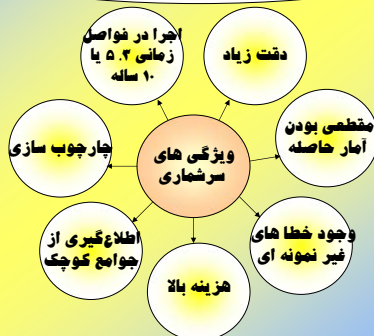 ویژگی های
سرشماری
دقت زیاد
مقطعی بودن
آمار حاصله
وجود خطا های
غیر نمونه ای
هزینه بالا
اطلاع‌گیری از
جوامع کوچک
چارچوب سازی
اجرا در فواصل
زمانی ۳، ۵ یا
۱۰ ساله